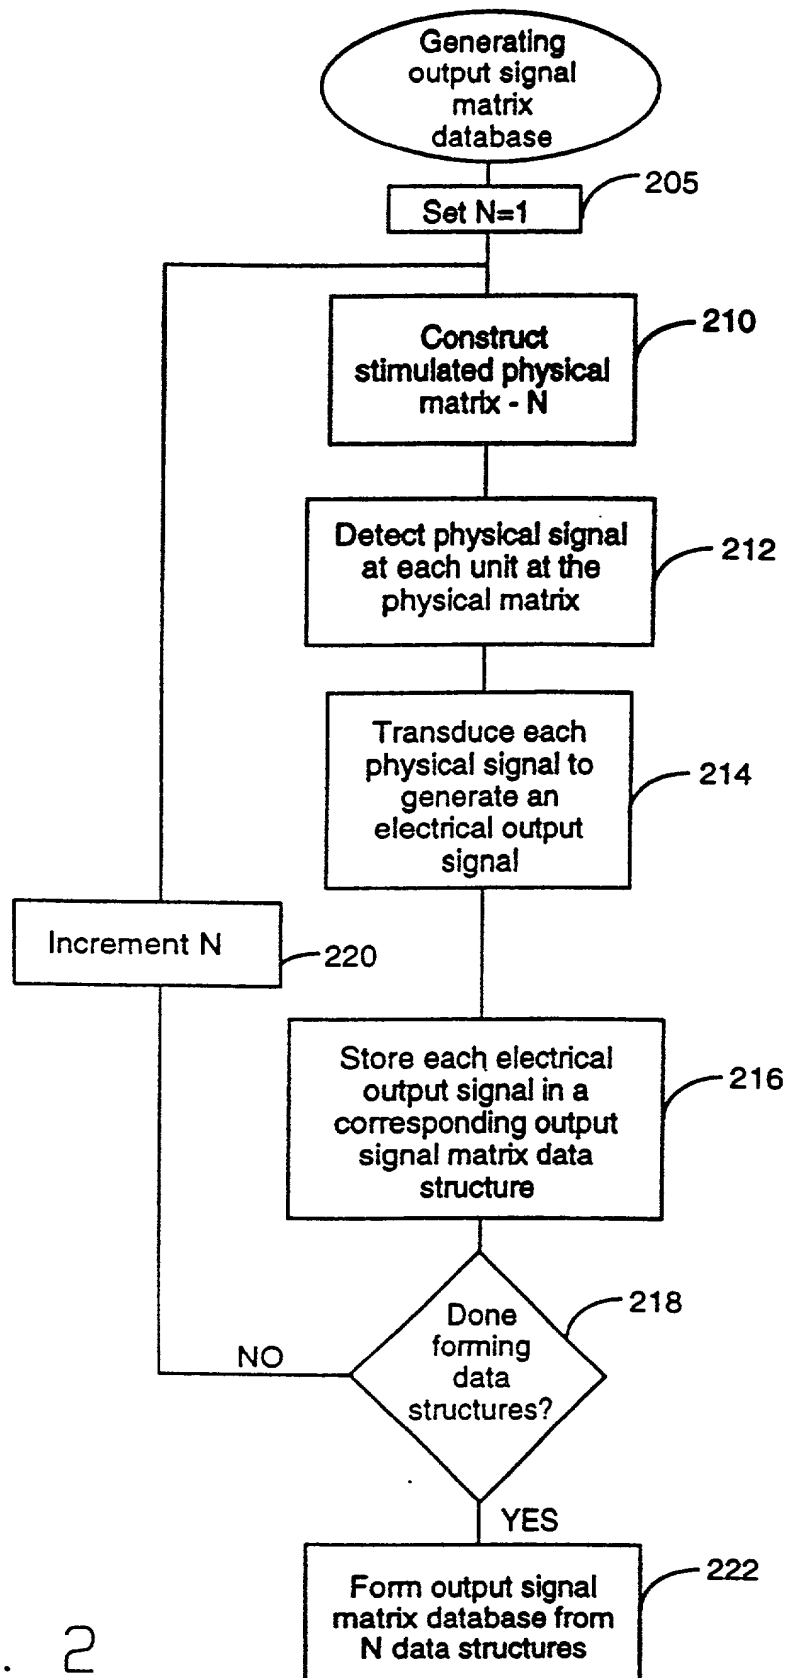 Generating
output signal
matrix
database
205
Set N=1
210
Construct
stimulated physical
matrix - N
Detect physical signal
at each unit at the
physical matrix
212
Transduce each
physical signal to
generate an
electrical output
signal
214
Increment N
220
Store each electrical
output signal in a
corresponding output
signal matrix data
structure
216
218
Done
forming
data
structures?
NO
YES
222
Form output signal
matrix database from
N data structures
. 2